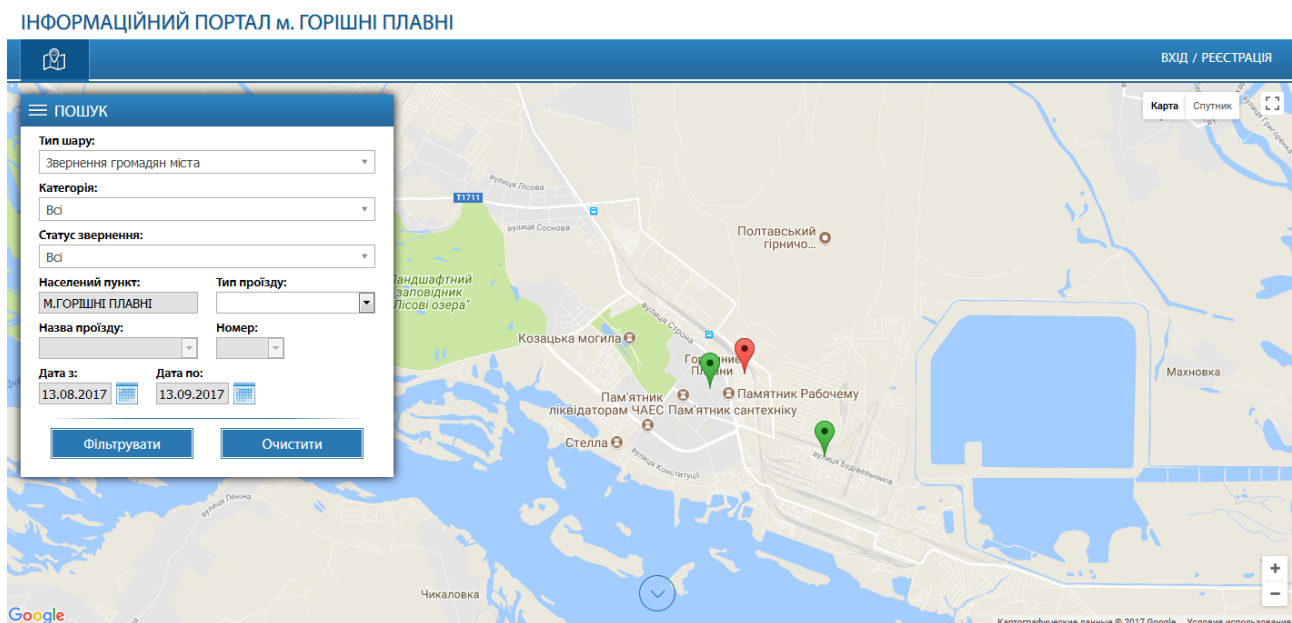 ІНФОРМАЦІЙНИЙ ПОРТАЛ м. ГОРІШНІ ПЛАВНІ
ВХІД / РЕЄСТРАЦІЯ
ПОШУК
Тип шару:
Звернення громадян міста
Категорія:
Всі
Статус звернення:
Всі
Населений пункт: Тип проїзду:
М.ГОРІШНІ ПЛАВНІ
Назва проїзду: Номер:
Дата з: Дата по:
13.08.2017 13.09.2017
Фільтрувати Очистити
Карта Спутник
вулиця Лісова
T1711
вулиця Соснова
Полтавський
гірничо...
Ландшафтний
заповідник
"Лісові озера"
вулиця Строна
Козацька могила
Махновка
Пам'ятник
ліквідаторам ЧАЕС
Памятник Рабочему
Пам'ятник сантехніку
Стелла
вулиця Конституції
вулиця Будівельників
вулиця Леніна
Чикаловка
Google
Картографические данные © 2017 Google Условия использования